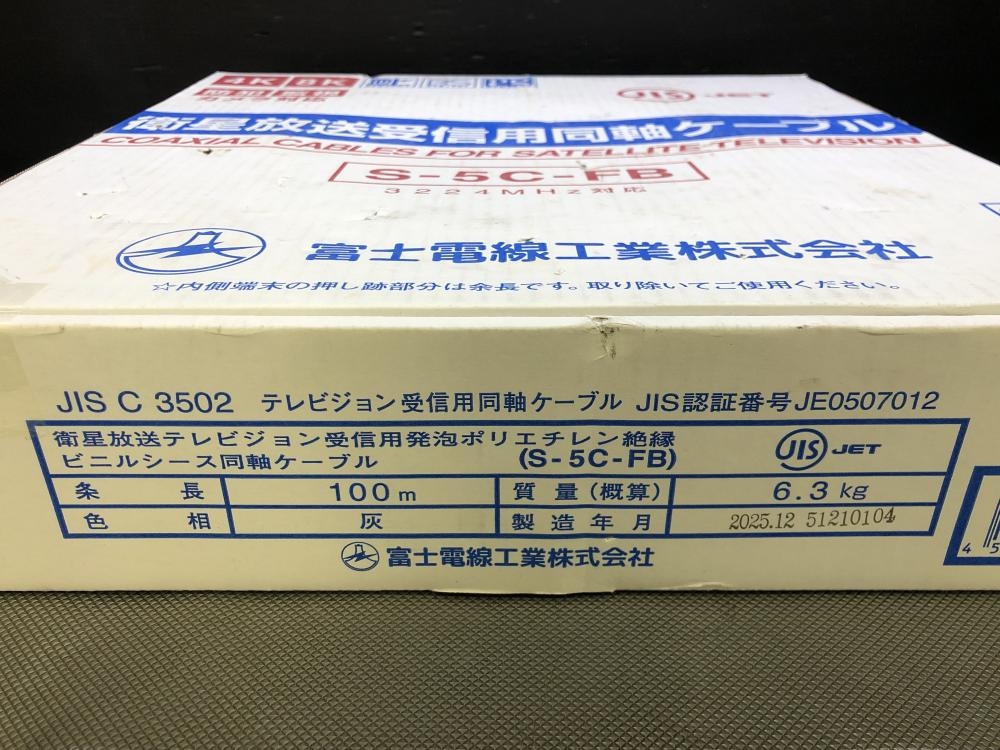 4K 8K
カメラ対応
JIS JET
衛星放送受信用同軸ケーブル
COAXIAL CABLES FOR SATELLITE TELEVISION
S-5C-FB
3224MHz対応
富士電線工業株式会社
☆内側端末の押し跡部分は余長です。取り除いてご使用ください。
JIS C 3502 テレビジョン受信用同軸ケーブル JIS認証番号JE0507012
衛星放送テレビジョン受信用発泡ポリエチレン絶縁
ビニルシース同軸ケーブル (S-5C-FB) JIS JET
条長 100m 質量(概算) 6.3kg
色相 灰 製造年月 2025.12 51210104
富士電線工業株式会社
4 5